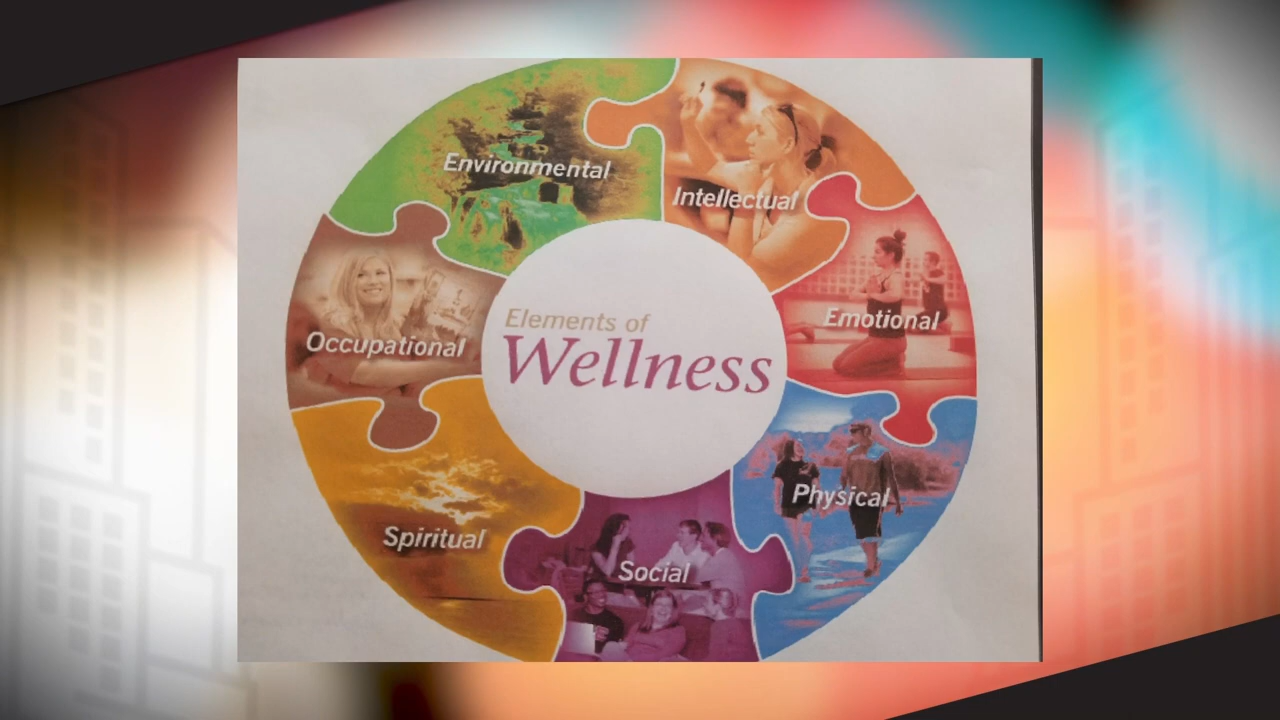 Environmental
Intellectual
Emotional
Physical
Social
Spiritual
Occupational
Elements of
Wellness